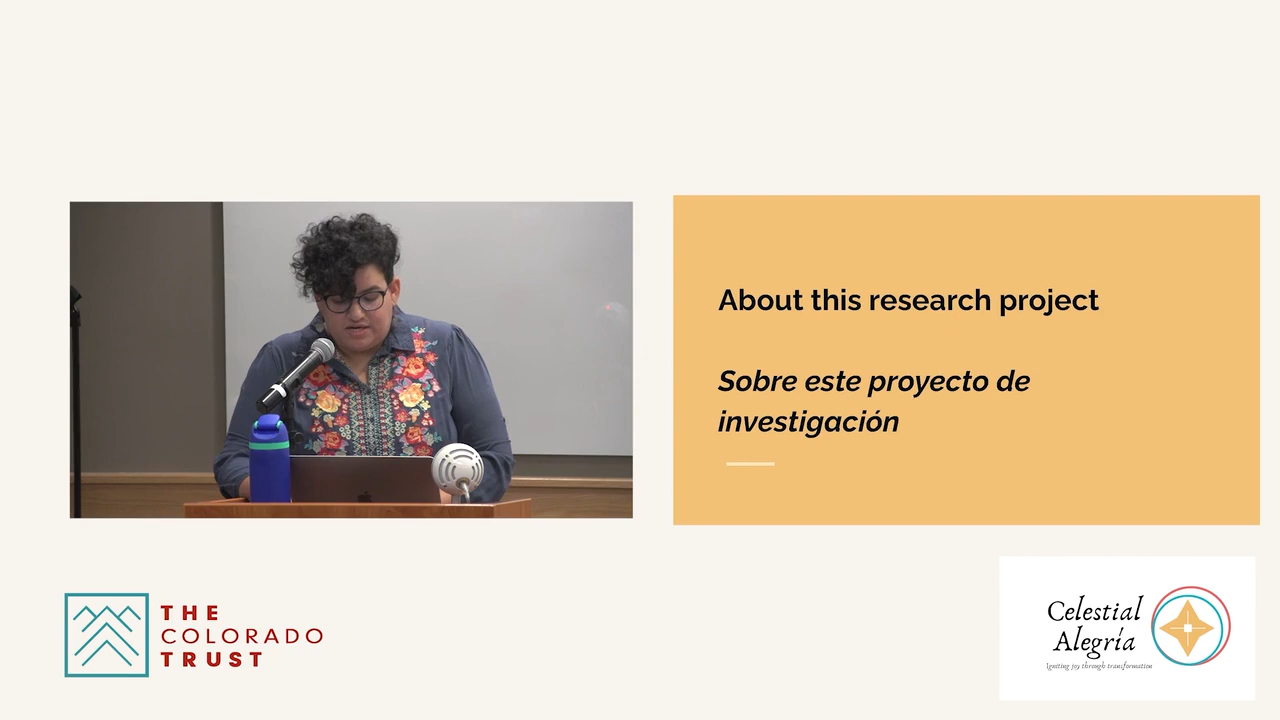 About this research project
Sobre este proyecto de
investigación
THE
COLORADO
TRUST
Celestial
Alegría
Igniting joy through transformation